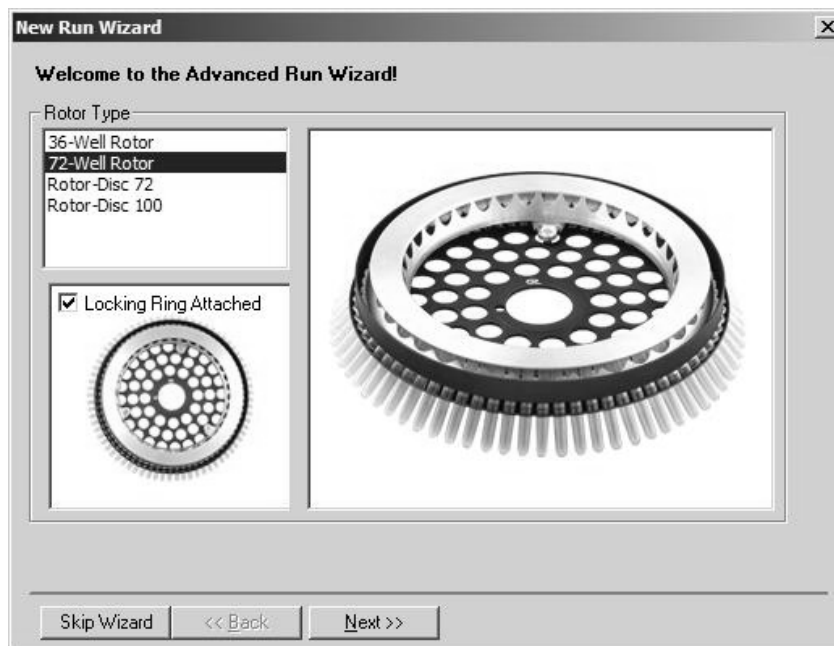 New Run Wizard
Welcome to the Advanced Run Wizard!
Rotor Type
36-Well Rotor
72-Well Rotor
Rotor-Disc 72
Rotor-Disc 100
Locking Ring Attached
Skip Wizard
<< Back
Next >>